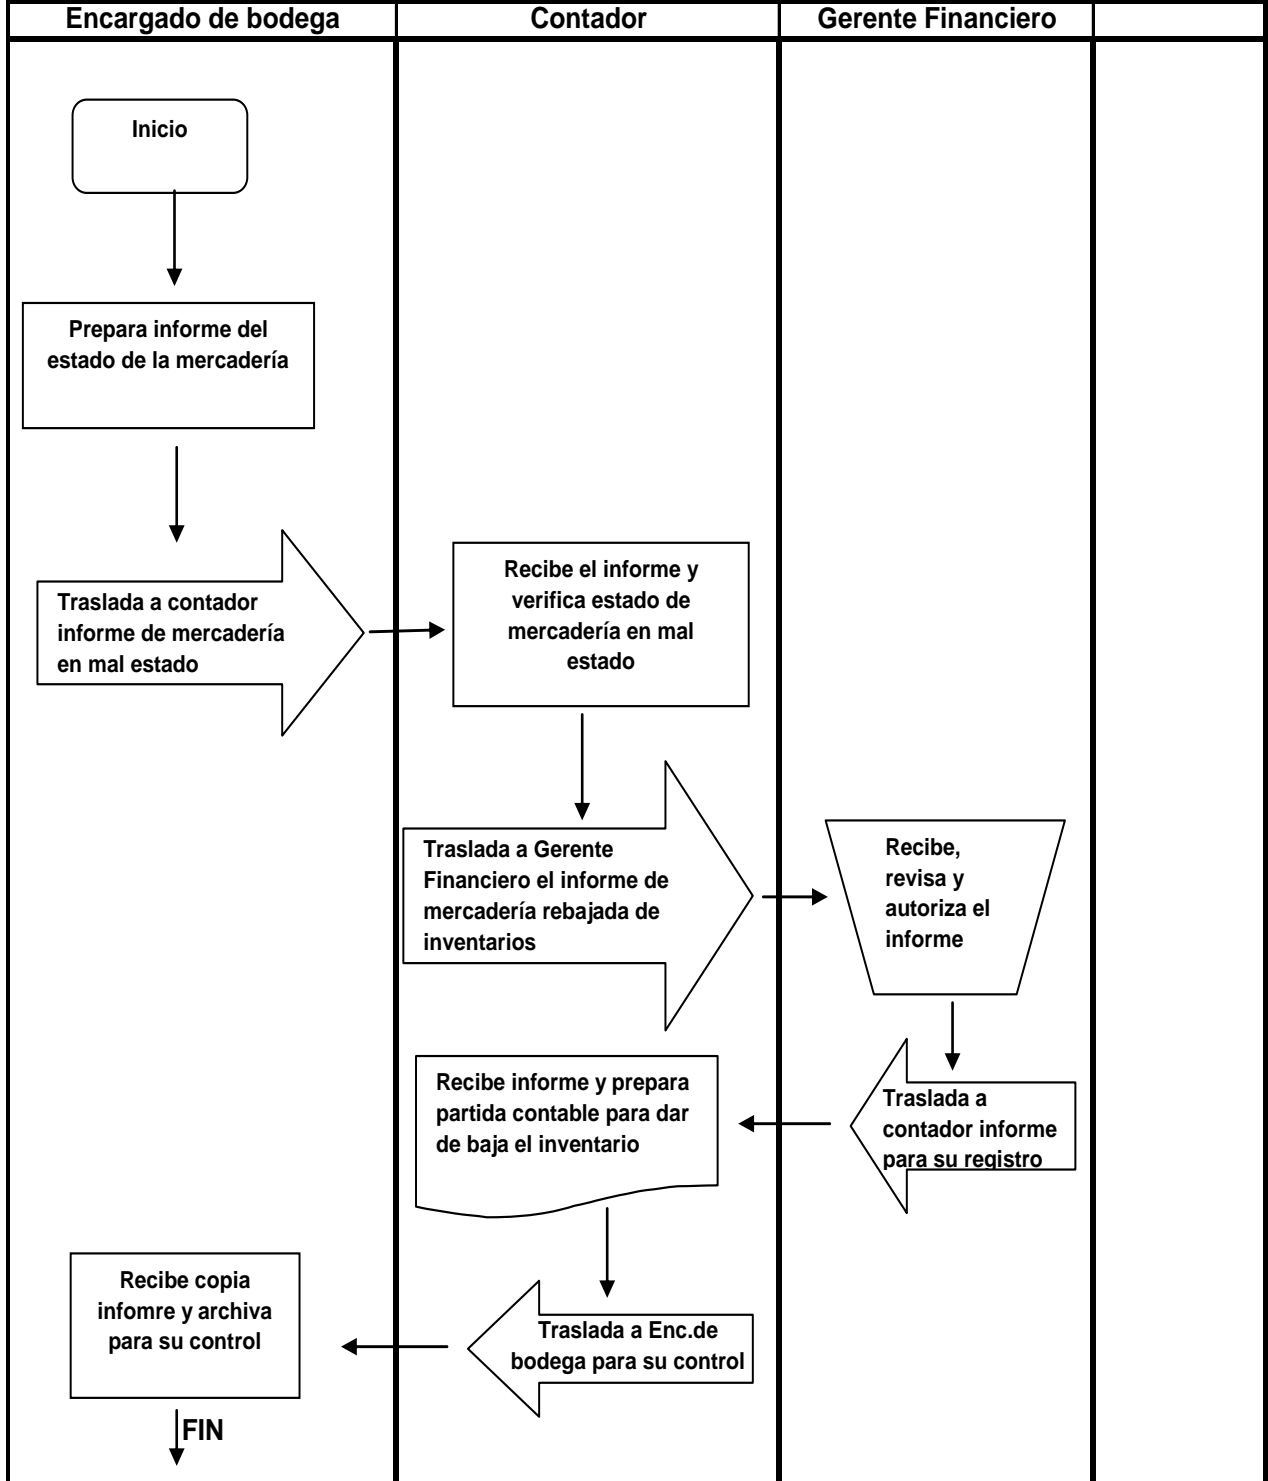 Encargado de bodega
Contador
Gerente Financiero
Inicio
Prepara informe del
estado de la mercadería
Traslada a contador
informe de mercadería
en mal estado
Recibe el informe y
verifica estado de
mercadería en mal
estado
Traslada a Gerente
Financiero el informe de
mercadería rebajada de
inventarios
Recibe,
revisa y
autoriza el
informe
Traslada a
contador informe
para su registro
Recibe informe y prepara
partida contable para dar
de baja el inventario
Traslada a Enc.de
bodega para su control
Recibe copia
infomre y archiva
para su control
FIN